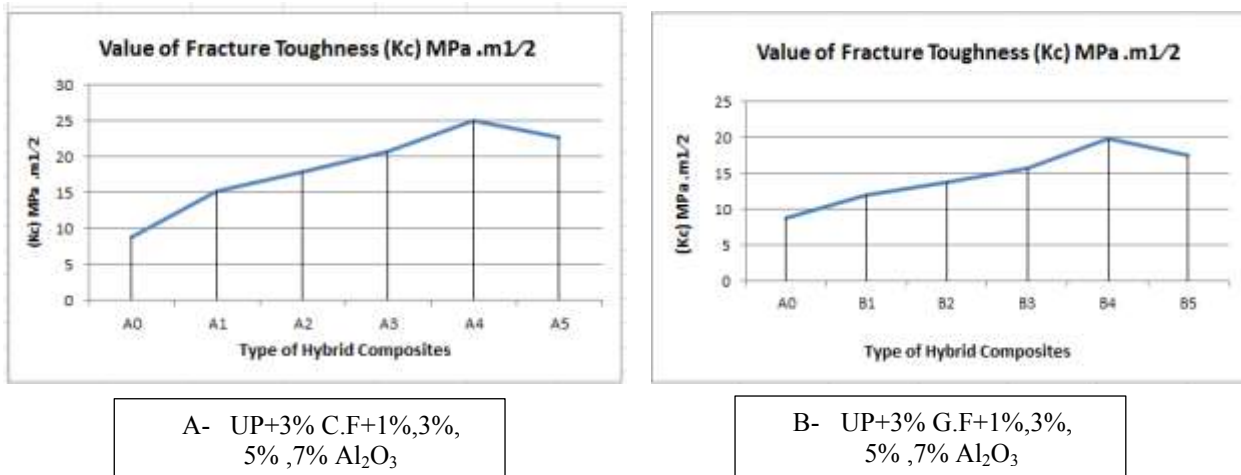 Value of Fracture Toughness (Kc) MPa .m1/2
30
25
20
15
10
5
0
(Kc) MPa .m1/2
A0 A1 A2 A3 A4 A5
Type of Hybrid Composites
A- UP+3% C.F+1%,3%,
5% ,7% Al₂O₃
Value of Fracture Toughness (Kc) MPa .m1/2
25
20
15
10
5
0
(Kc) MPa .m1/2
A0 B1 B2 B3 B4 B5
Type of Hybrid Composites
B- UP+3% G.F+1%,3%,
5% ,7% Al₂O₃